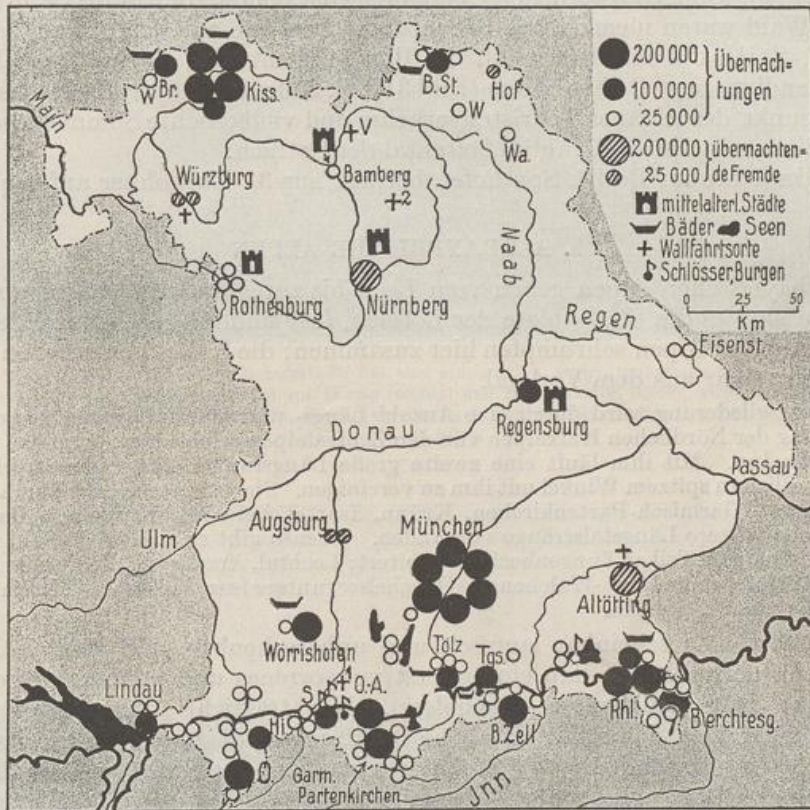 Br.
W
Kiss.
B.St.
Hof
W
Wa.
Main
V
Würzburg
Bamberg
2
Rothenburg
Nürnberg
Naab
Regen
Eisenst.
Regensburg
Donau
Passau
Ulm
Augsburg
München
Altötting
Wörrishofen
Tölz
Tgs.
Lindau
Hi.
S
O.-A.
B.Zell
Rhl.
Berchtesg.
O.
Garm.
Partenkirchen
Jnn
200000
100000
25000
Übernach=
tungen
200000
25000
übernachten=
de Fremde
mittelalterl. Städte
Bäder Seen
Wallfahrtsorte
Schlösser, Burgen
0 25 50
Km